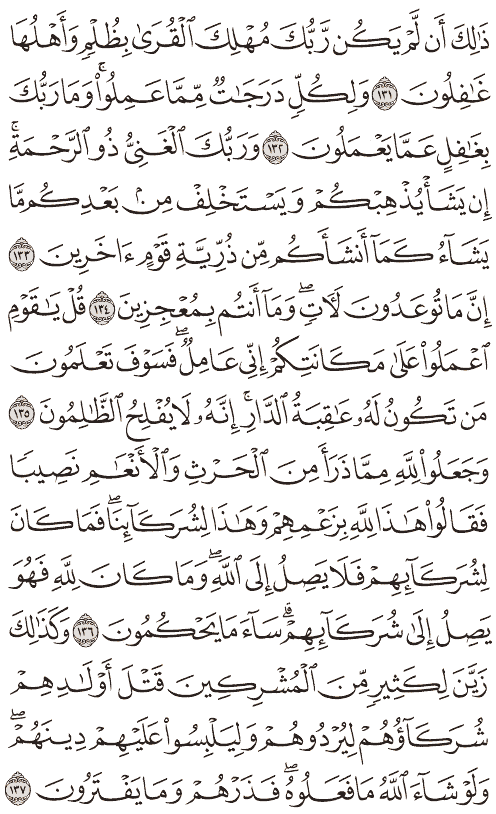 ذَٰلِكَ أَن لَّمْ يَكُن رَّبُّكَ مُهْلِكَ ٱلْقُرَىٰ بِظُلْمٍ وَأَهْلُهَا
غَٰفِلُونَ ١٣١ وَلِكُلٍّ دَرَجَٰتٌ مِّمَّا عَمِلُوا۟ ۚ وَمَا رَبُّكَ
بِغَٰفِلٍ عَمَّا يَعْمَلُونَ ١٣٢ وَرَبُّكَ ٱلْغَنِىُّ ذُو ٱلرَّحْمَةِ ۚ
إِن يَشَأْ يُذْهِبْكُمْ وَيَسْتَخْلِفْ مِنۢ بَعْدِكُم مَّا
يَشَآءُ كَمَآ أَنشَأَكُم مِّن ذُرِّيَّةِ قَوْمٍ ءَاخَرِينَ ١٣٣
إِنَّ مَا تُوعَدُونَ لَءَاتٍ ۖ وَمَآ أَنتُم بِمُعْجِزِينَ ١٣٤ قُلْ يَٰقَوْمِ
ٱعْمَلُوا۟ عَلَىٰ مَكَانَتِكُمْ إِنِّى عَامِلٌ ۖ فَسَوْفَ تَعْلَمُونَ
مَن تَكُونُ لَهُۥ عَٰقِبَةُ ٱلدَّارِ ۗ إِنَّهُۥ لَا يُفْلِحُ ٱلظَّٰلِمُونَ ١٣٥
وَجَعَلُوا۟ لِلَّهِ مِمَّا ذَرَأَ مِنَ ٱلْحَرْثِ وَٱلْأَنْعَٰمِ نَصِيبًا
فَقَالُوا۟ هَٰذَا لِلَّهِ بِزَعْمِهِمْ وَهَٰذَا لِشُرَكَآئِنَا ۖ فَمَا كَانَ
لِشُرَكَآئِهِمْ فَلَا يَصِلُ إِلَى ٱللَّهِ ۖ وَمَا كَانَ لِلَّهِ فَهُوَ
يَصِلُ إِلَىٰ شُرَكَآئِهِمْ ۗ سَآءَ مَا يَحْكُمُونَ ١٣٦ وَكَذَٰلِكَ
زَيَّنَ لِكَثِيرٍ مِّنَ ٱلْمُشْرِكِينَ قَتْلَ أَوْلَٰدِهِمْ
شُرَكَآؤُهُمْ لِيُرْدُوهُمْ وَلِيَلْبِسُوا۟ عَلَيْهِمْ دِينَهُمْ ۖ
وَلَوْ شَآءَ ٱللَّهُ مَا فَعَلُوهُ ۖ فَذَرْهُمْ وَمَا يَفْتَرُونَ ١٣٧